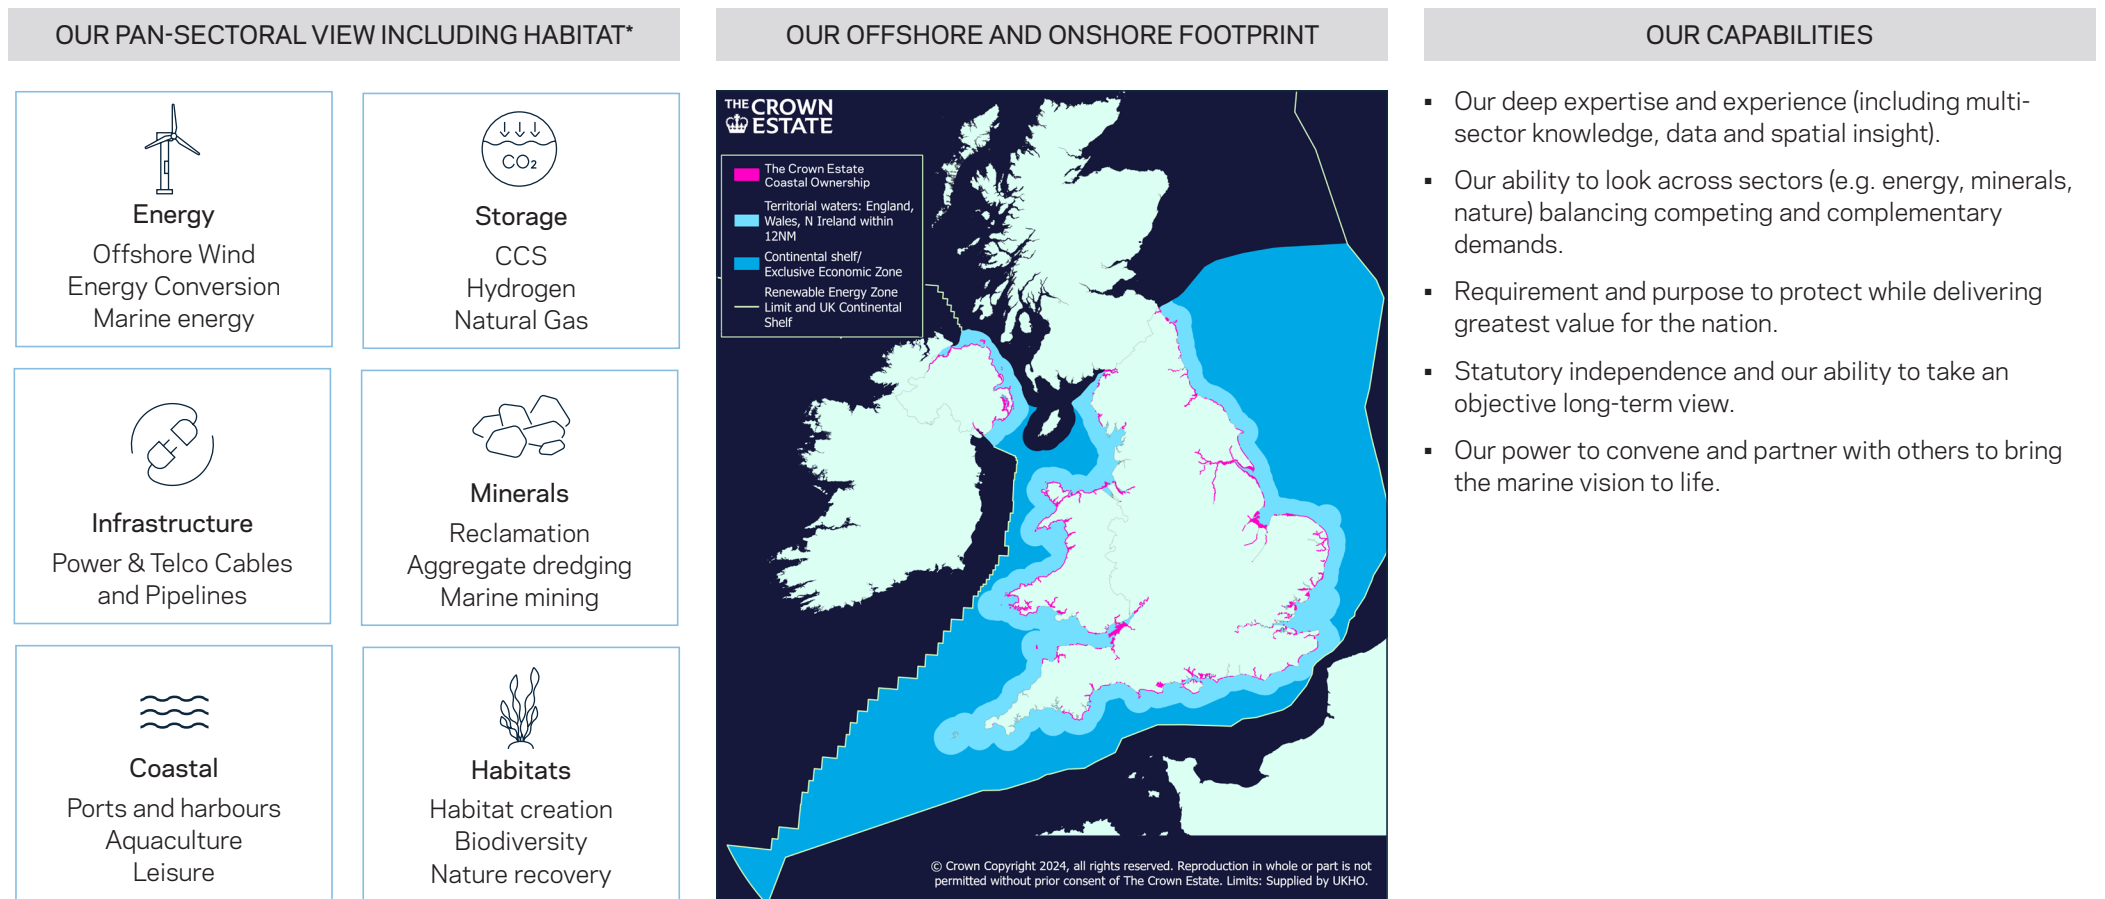 OUR PAN-SECTORAL VIEW INCLUDING HABITAT*
Energy
Offshore Wind
Energy Conversion
Marine energy
CO₂
Storage
CCS
Hydrogen
Natural Gas
Infrastructure
Power & Telco Cables
and Pipelines
Minerals
Reclamation
Aggregate dredging
Marine mining
Coastal
Ports and harbours
Aquaculture
Leisure
Habitats
Habitat creation
Biodiversity
Nature recovery
OUR OFFSHORE AND ONSHORE FOOTPRINT
THE CROWN
ESTATE
The Crown Estate
Coastal Ownership
Territorial waters: England,
Wales, N Ireland within
12NM
Continental shelf/
Exclusive Economic Zone
Renewable Energy Zone
Limit and UK Continental
Shelf
© Crown Copyright 2024, all rights reserved. Reproduction in whole or part is not
permitted without prior consent of The Crown Estate. Limits: Supplied by UKHO.
OUR CAPABILITIES
▪ Our deep expertise and experience (including multi-
sector knowledge, data and spatial insight).
▪ Our ability to look across sectors (e.g. energy, minerals,
nature) balancing competing and complementary
demands.
▪ Requirement and purpose to protect while delivering
greatest value for the nation.
▪ Statutory independence and our ability to take an
objective long-term view.
▪ Our power to convene and partner with others to bring
the marine vision to life.